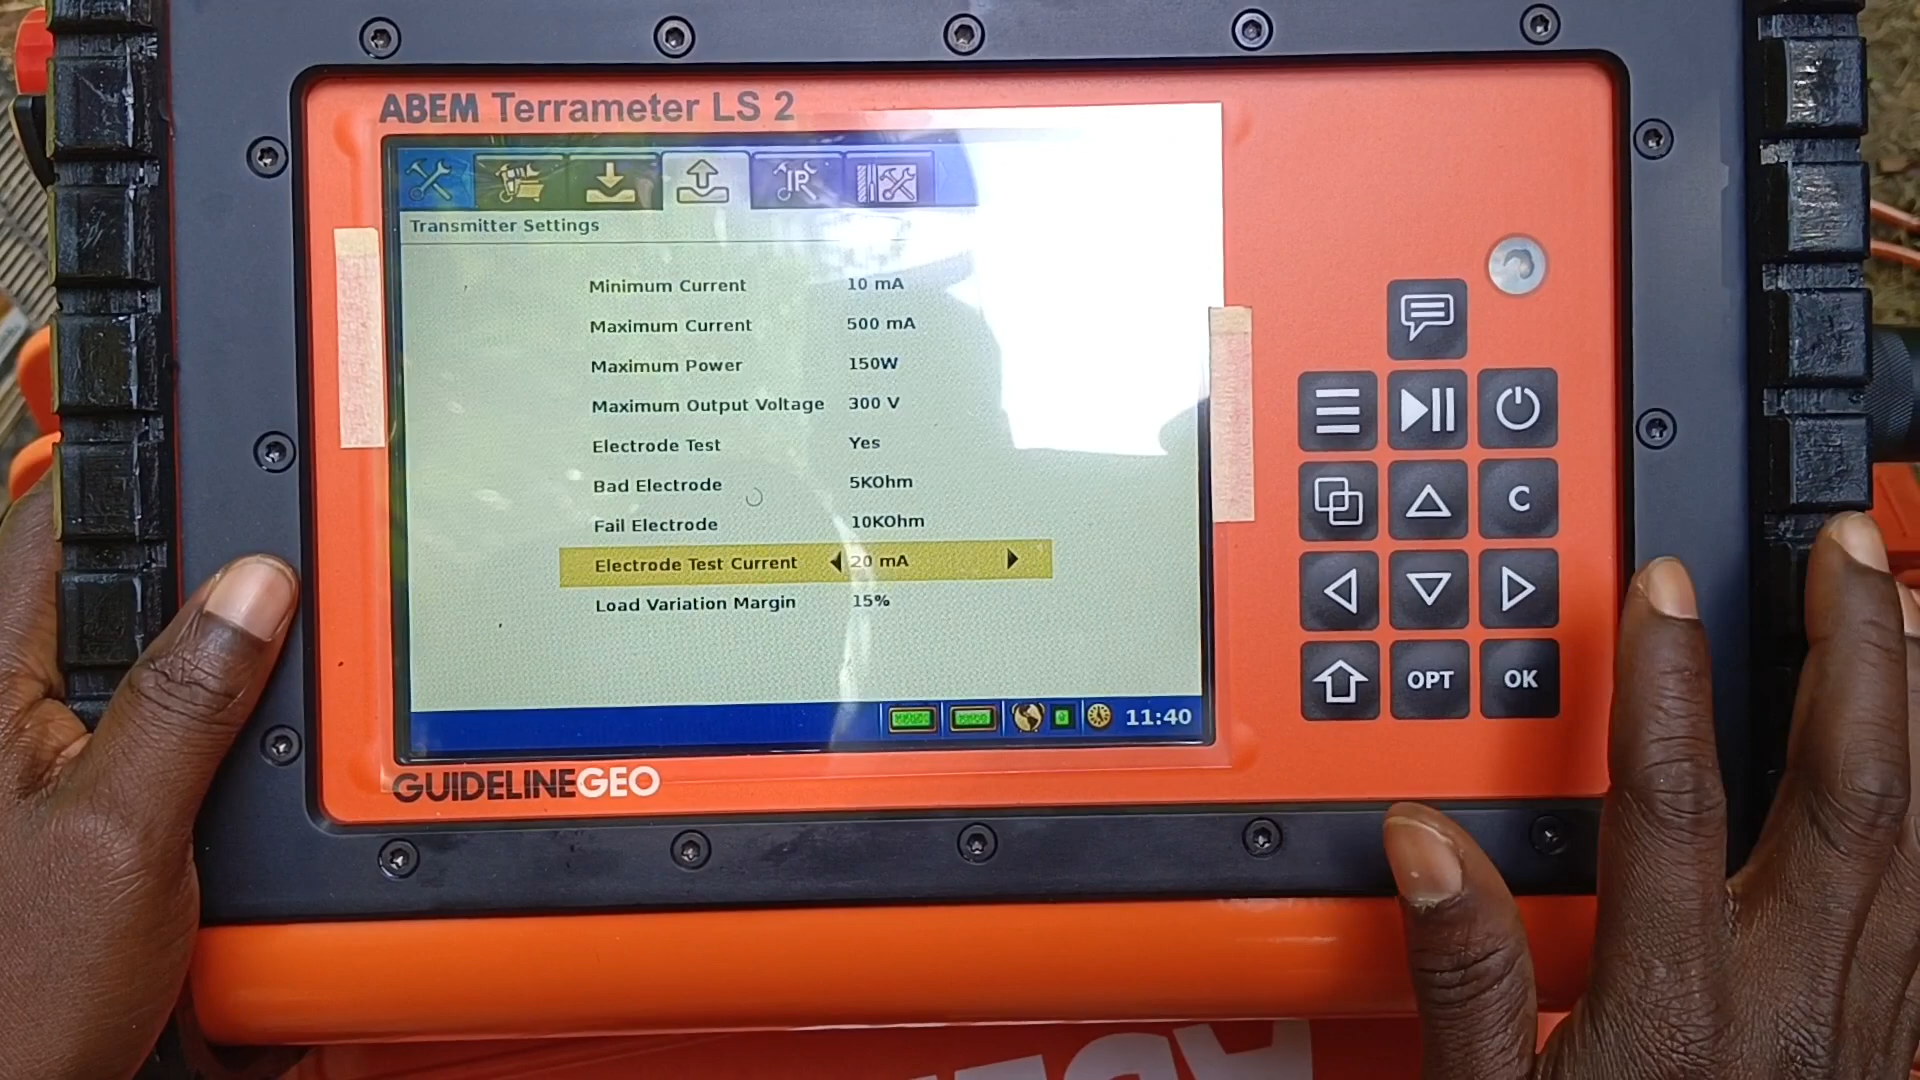 ABEM Terrameter LS 2
IR
Transmitter Settings
Minimum Current 10 mA
Maximum Current 500 mA
Maximum Power 150W
Maximum Output Voltage 300 V
Electrode Test Yes
Bad Electrode 5KOhm
Fail Electrode 10KOhm
Electrode Test Current 20 mA
Load Variation Margin 15%
11:40
GUIDELINEGEO
C
OPT OK